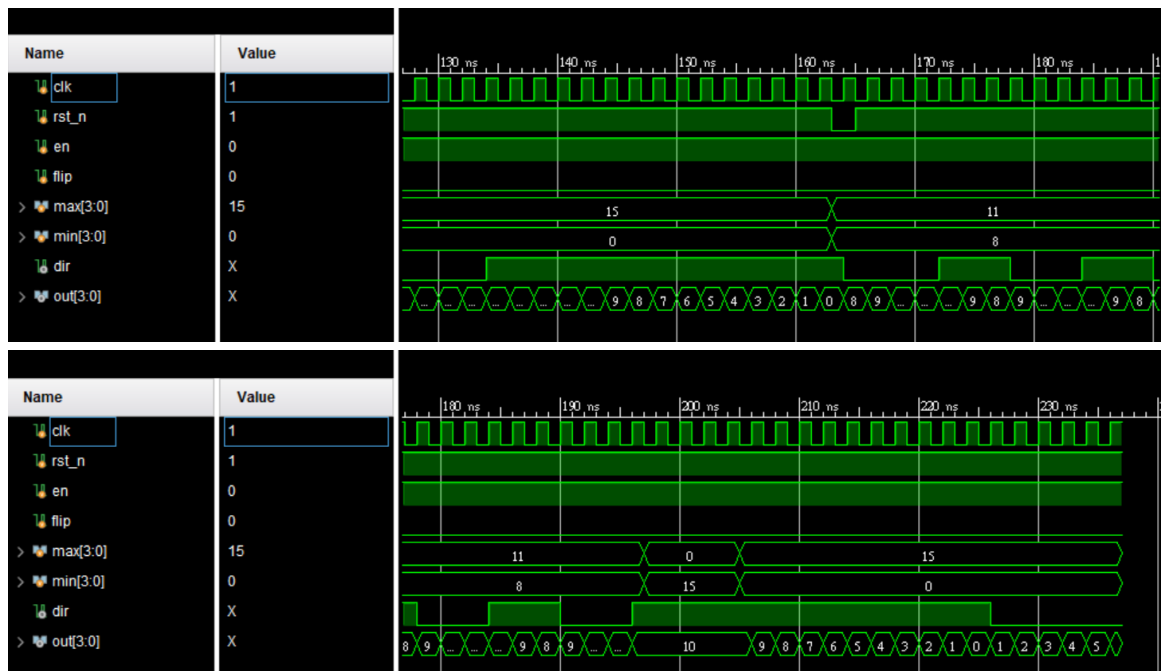 Name Value 130 ns 140 ns 150 ns 160 ns 170 ns 180 ns 1
clk 1
rst_n 1
en 0
flip 0
max[3:0] 15 15 11
min[3:0] 0 0 8
dir X
out[3:0] X ... ... ... ... ... ... ... ... 9 8 7 6 5 4 3 2 1 0 8 9 ... ... ... 9 8 9 ... ... ... 9 8
Name Value 180 ns 190 ns 200 ns 210 ns 220 ns 230 ns
clk 1
rst_n 1
en 0
flip 0
max[3:0] 15 11 0 15
min[3:0] 0 8 15 0
dir X
out[3:0] X 8 9 ... ... ... 9 8 9 ... ... 10 9 8 7 6 5 4 3 2 1 0 1 2 3 4 5